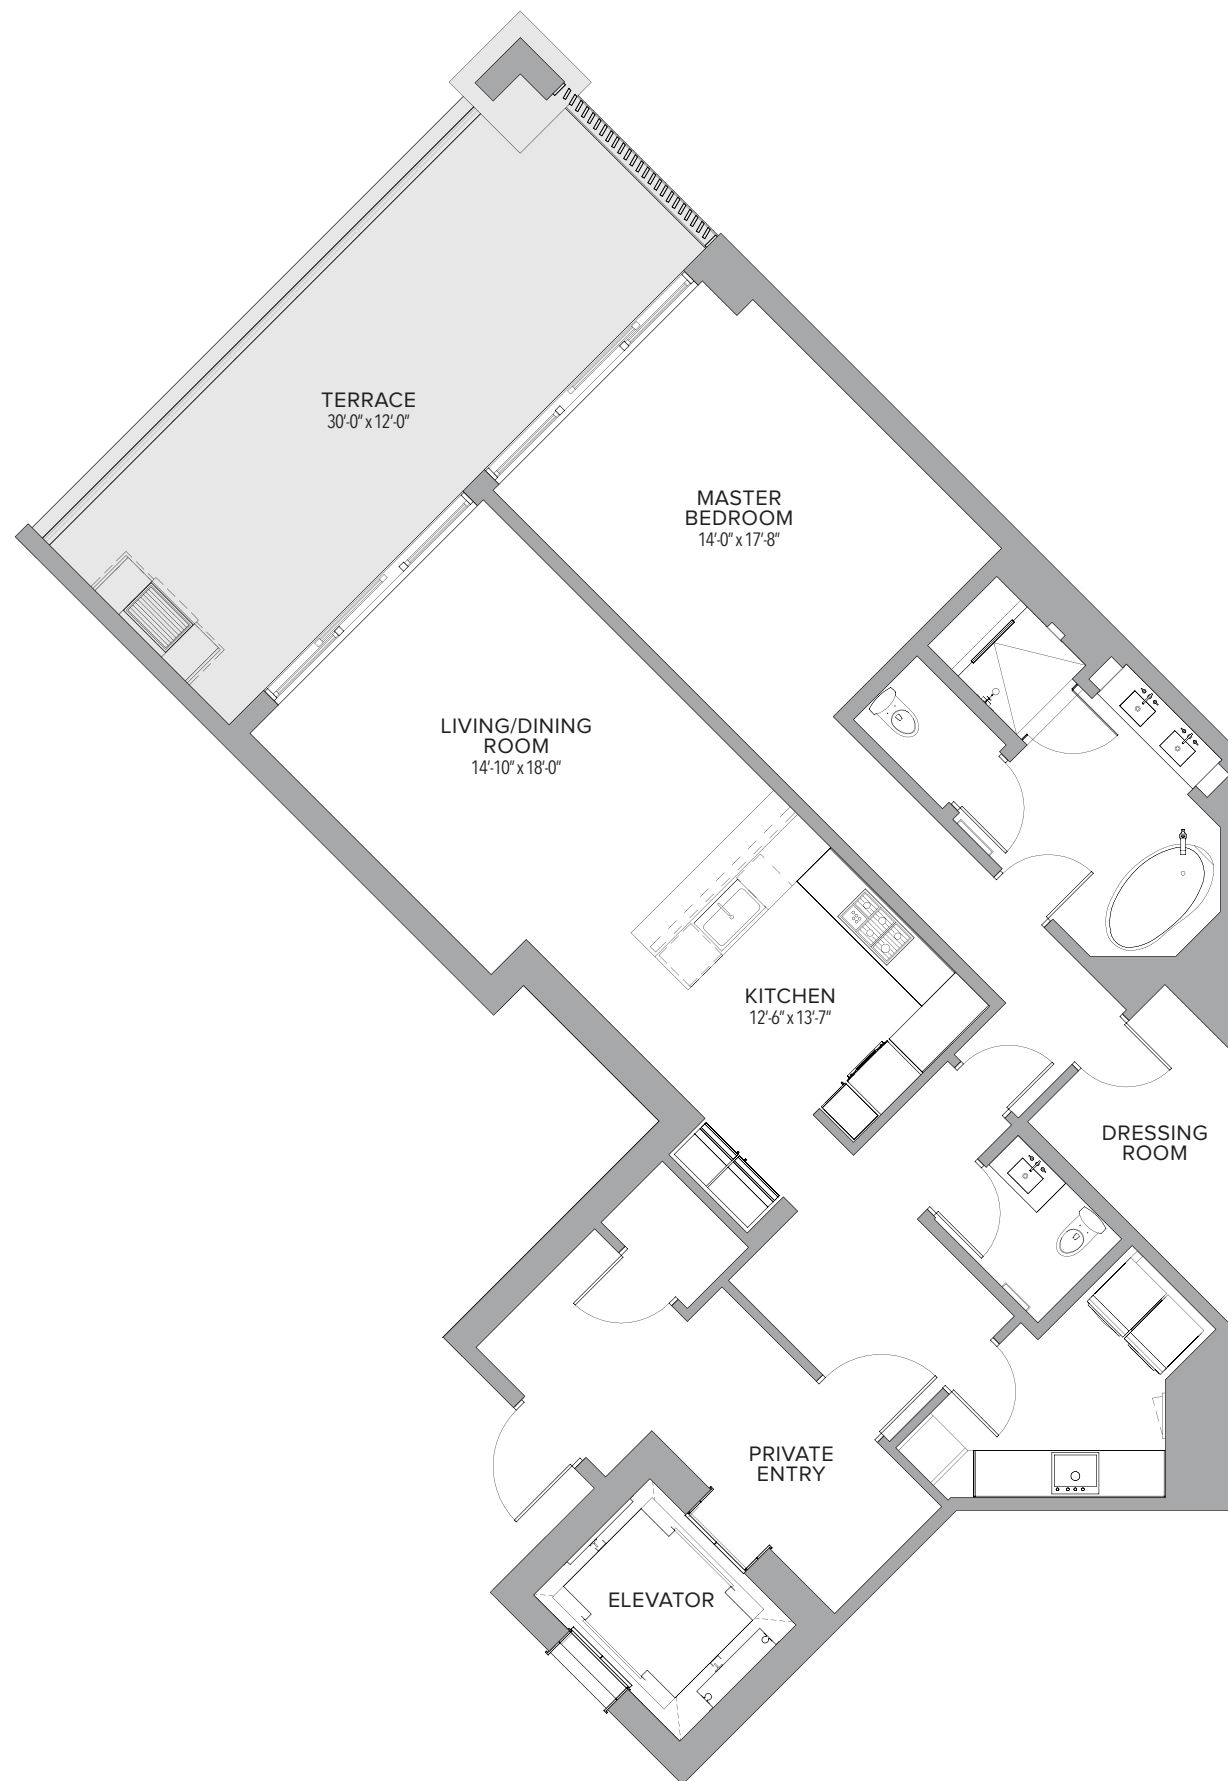 TERRACE
30'-0" x 12'-0"
MASTER
BEDROOM
14'-0" x 17'-8"
LIVING/DINING
ROOM
14'-10" x 18'-0"
KITCHEN
12'-6" x 13'-7"
DRESSING
ROOM
PRIVATE
ENTRY
ELEVATOR